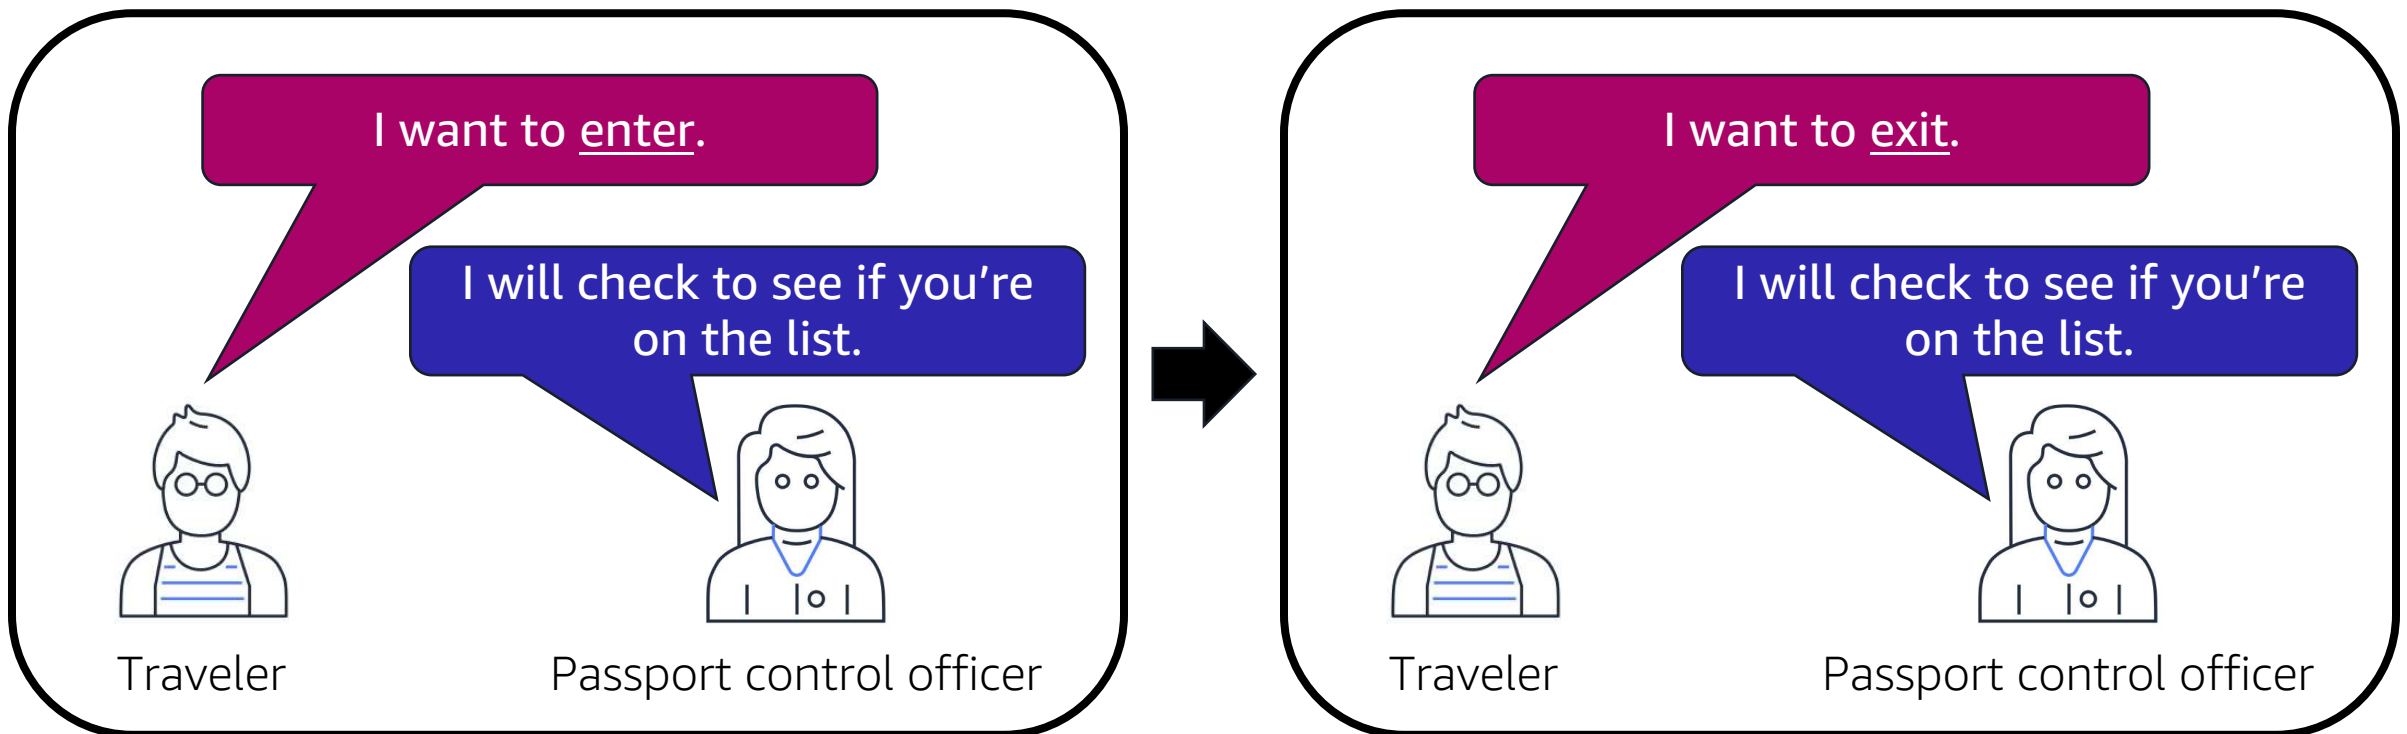 I want to enter.
I will check to see if you’re
on the list.
Traveler
Passport control officer
I want to exit.
I will check to see if you’re
on the list.
Traveler
Passport control officer